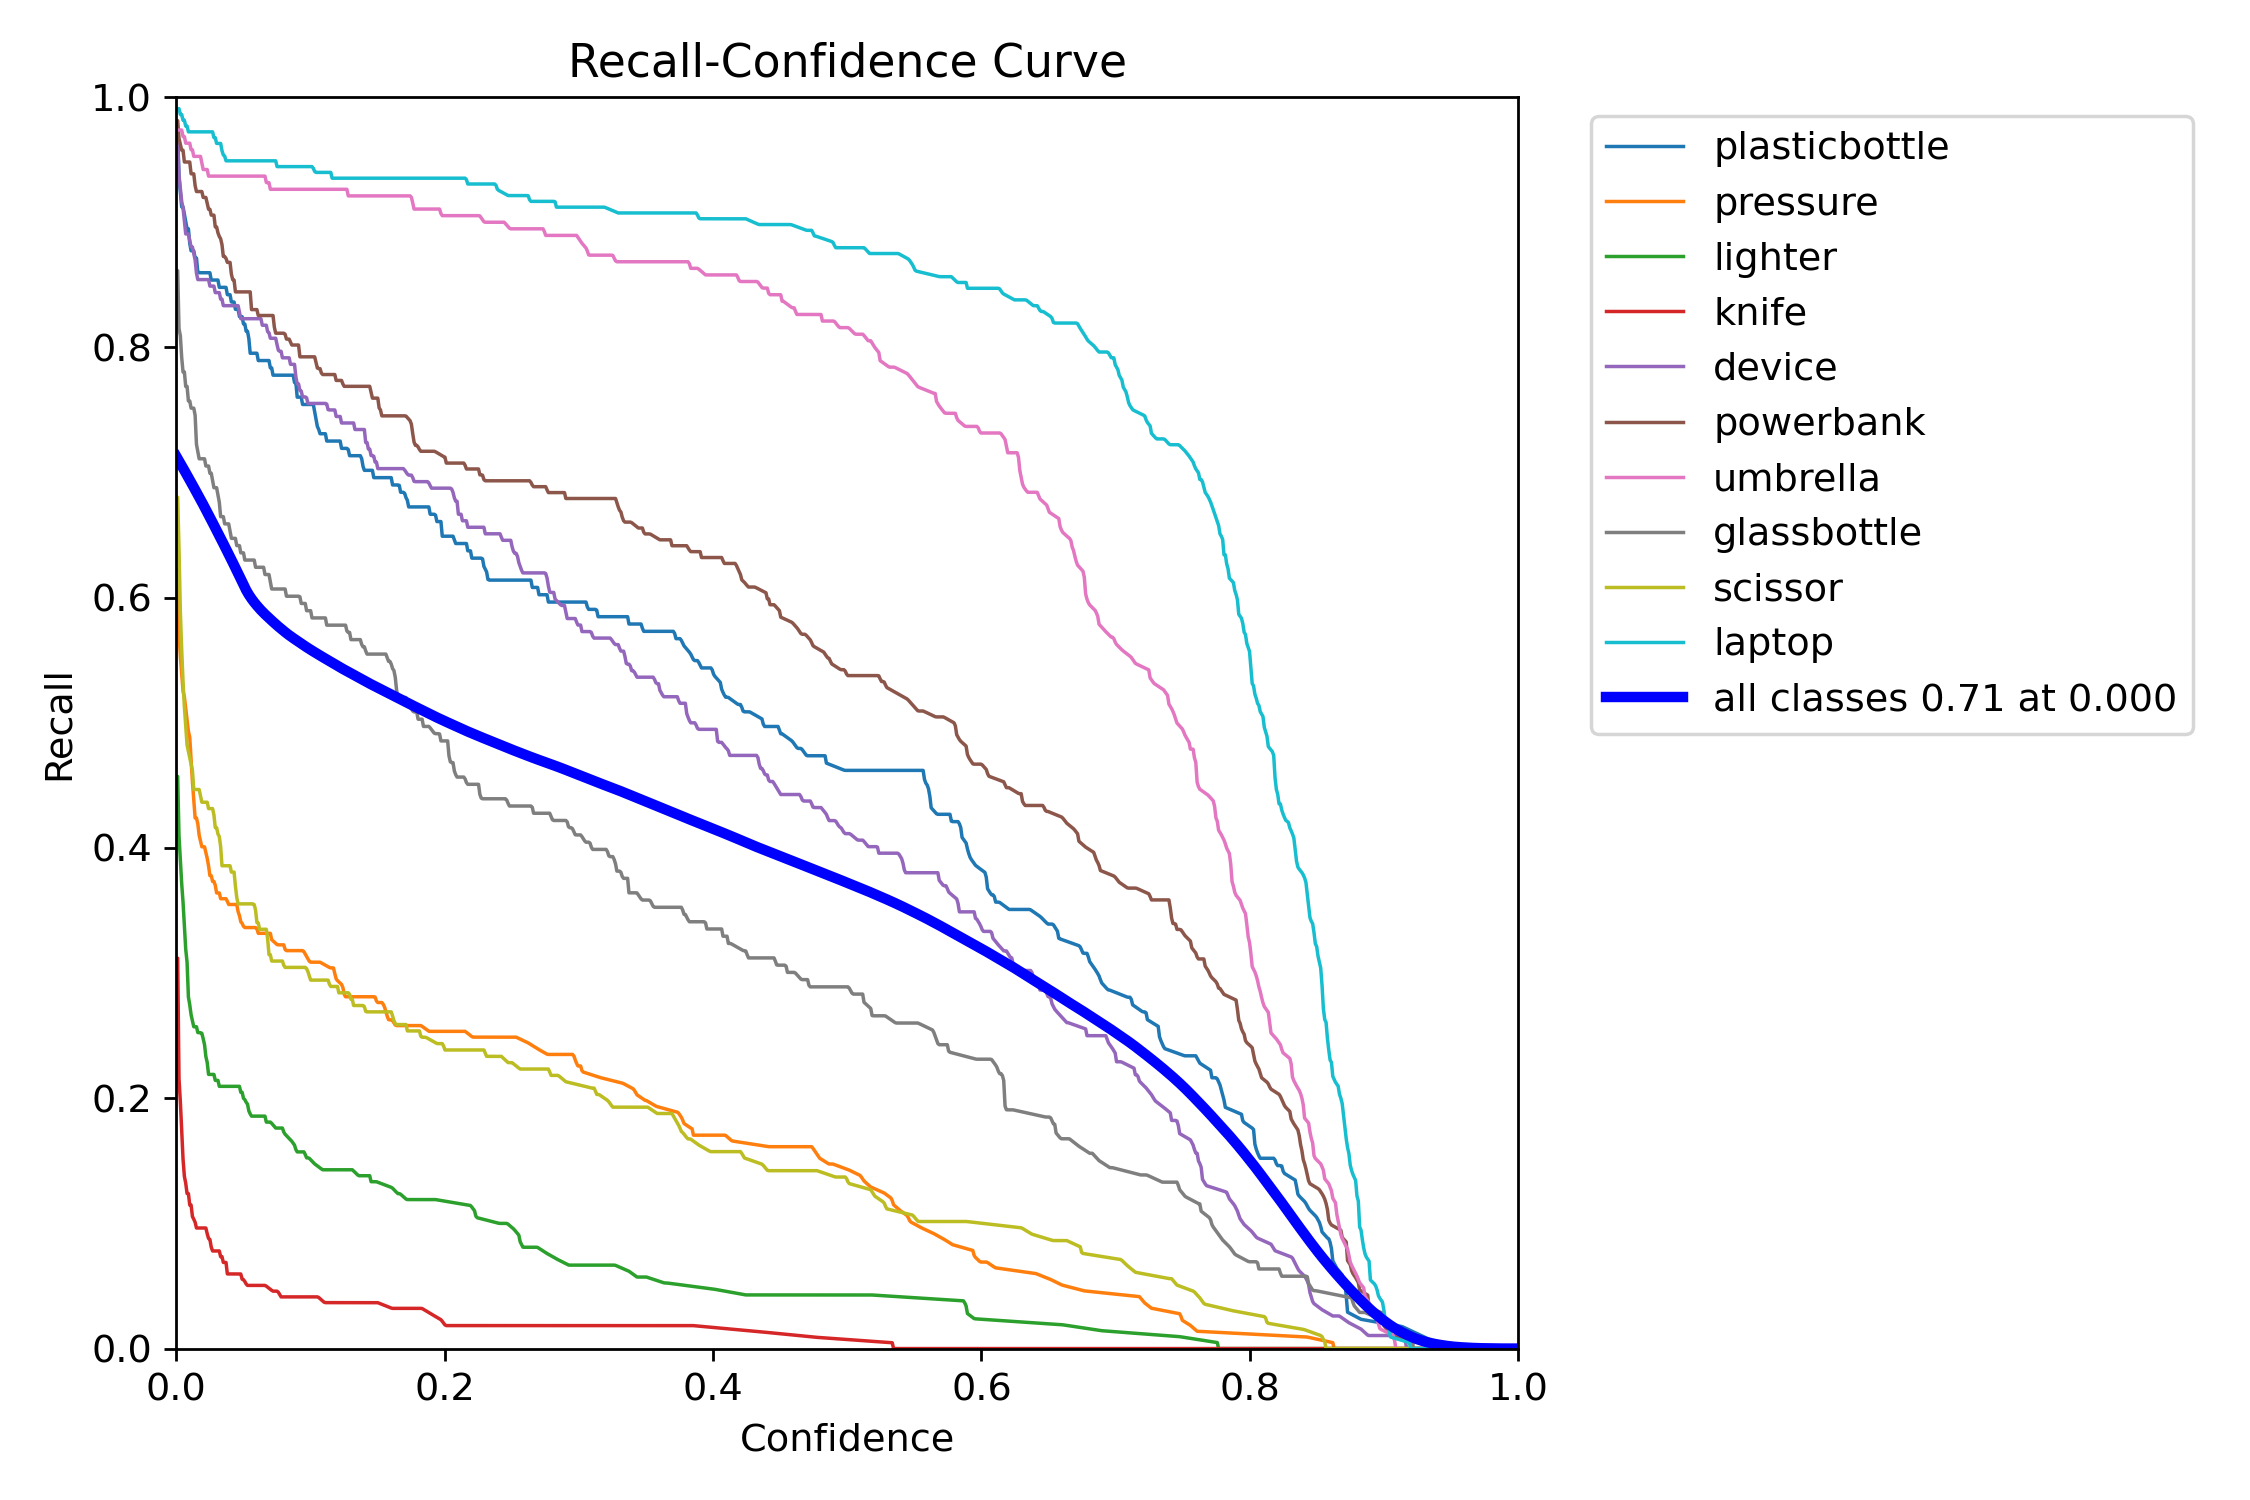 Recall-Confidence Curve
1.0
0.8
0.6
0.4
0.2
0.0
Recall
0.0 0.2 0.4 0.6 0.8 1.0
Confidence
plasticbottle
pressure
lighter
knife
device
powerbank
umbrella
glassbottle
scissor
laptop
all classes 0.71 at 0.000